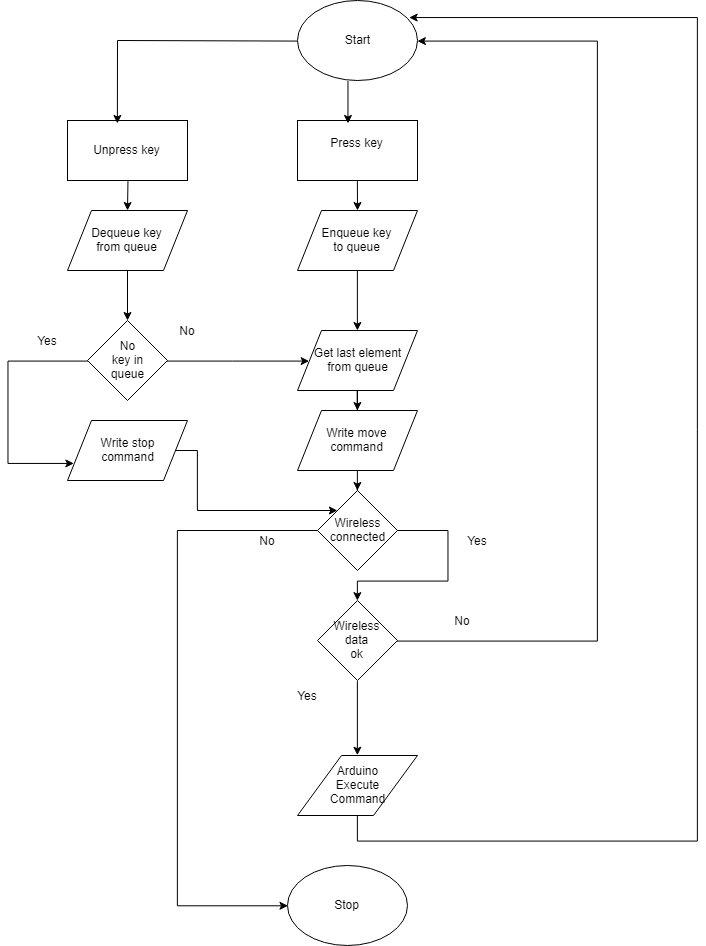 Start
Unpress key
Press key
Dequeue key
from queue
Enqueue key
to queue
Yes
No
key in
queue
No
Get last element
from queue
Write stop
command
Write move
command
Wireless
connected
No
Yes
Wireless
data
ok
No
Yes
Arduino
Execute
Command
Stop